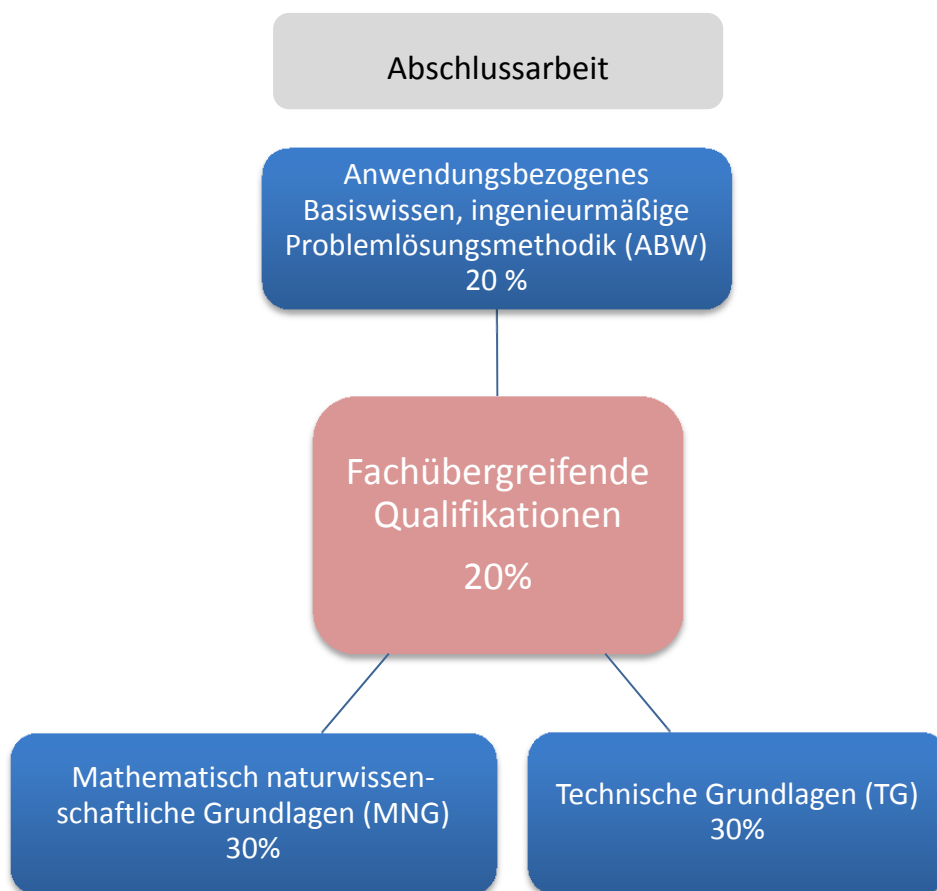 Abschlussarbeit
Anwendungsbezogenes
Basiswissen, ingenieurmäßige
Problemlösungsmethodik (ABW)
20 %
Fachübergreifende
Qualifikationen
20%
Mathematisch naturwissen-
schaftliche Grundlagen (MNG)
30%
Technische Grundlagen (TG)
30%